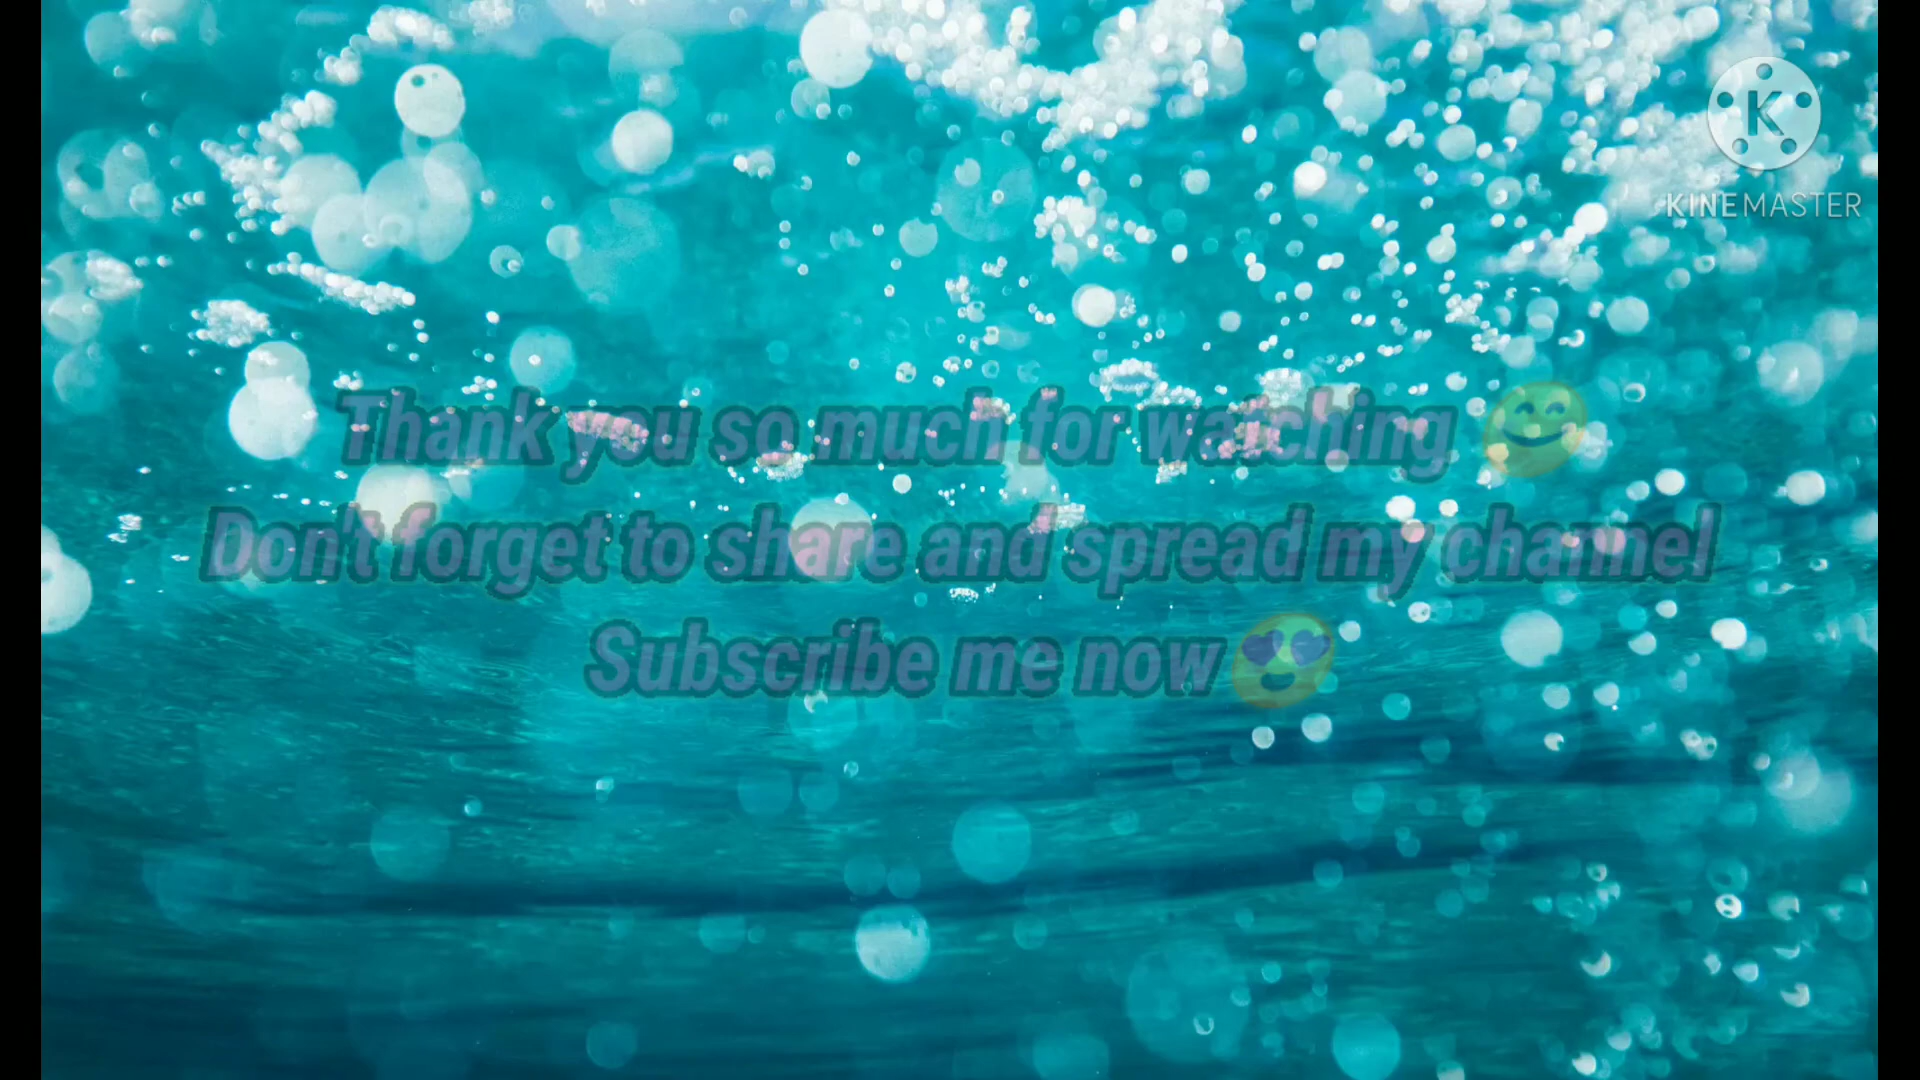 K
KINEMASTER
Thank you so much for watching 😊
Don't forget to share and spread my channel
Subscribe me now 😍